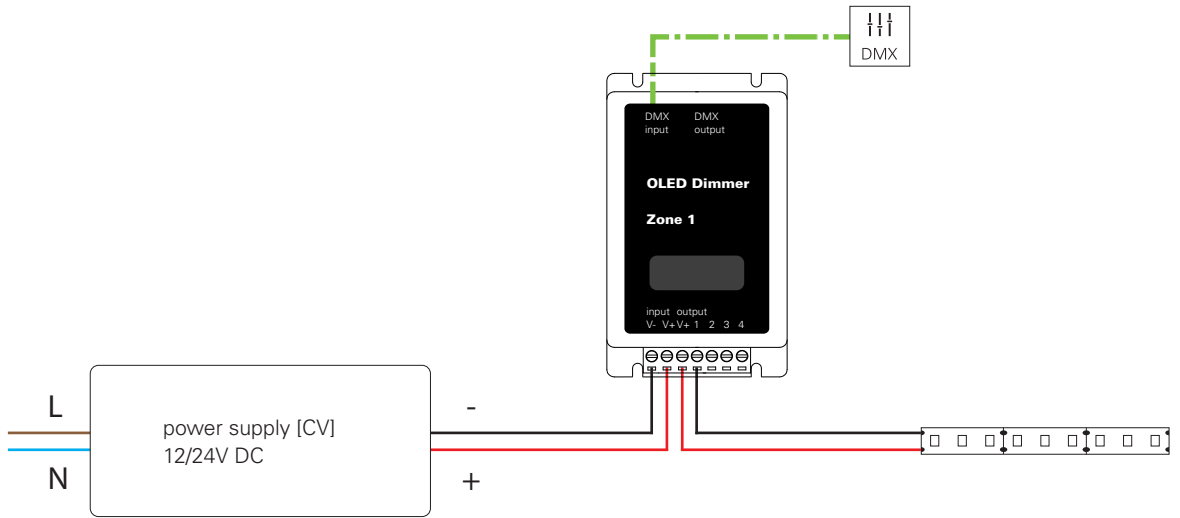 DMX
DMX DMX
input output
OLED Dimmer
Zone 1
input output
V- V+ V+ 1 2 3 4
L
N
power supply [CV]
12/24V DC
-
+